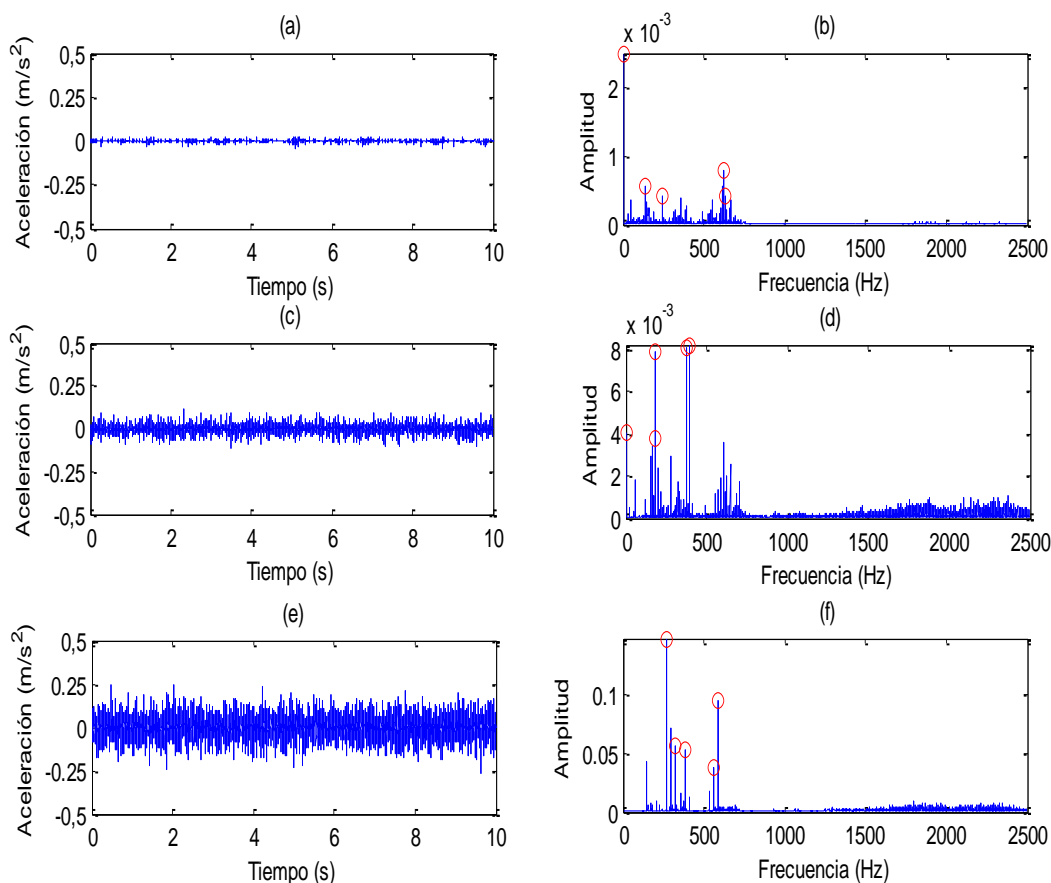 (a)
Aceleración (m/s²)
0,5
0.25
0
-0.25
-0,5
0 2 4 6 8 10
Tiempo (s)
(b)
x 10⁻³
Amplitud
2
1
0
0 500 1000 1500 2000 2500
Frecuencia (Hz)
(c)
Aceleración (m/s²)
0,5
0.25
0
-0.25
-0,5
0 2 4 6 8 10
Tiempo (s)
(d)
x 10⁻³
Amplitud
8
6
4
2
0
0 500 1000 1500 2000 2500
Frecuencia (Hz)
(e)
Aceleración (m/s²)
0,5
0.25
0
-0.25
-0,5
0 2 4 6 8 10
Tiempo (s)
(f)
Amplitud
0.1
0.05
0
0 500 1000 1500 2000 2500
Frecuencia (Hz)